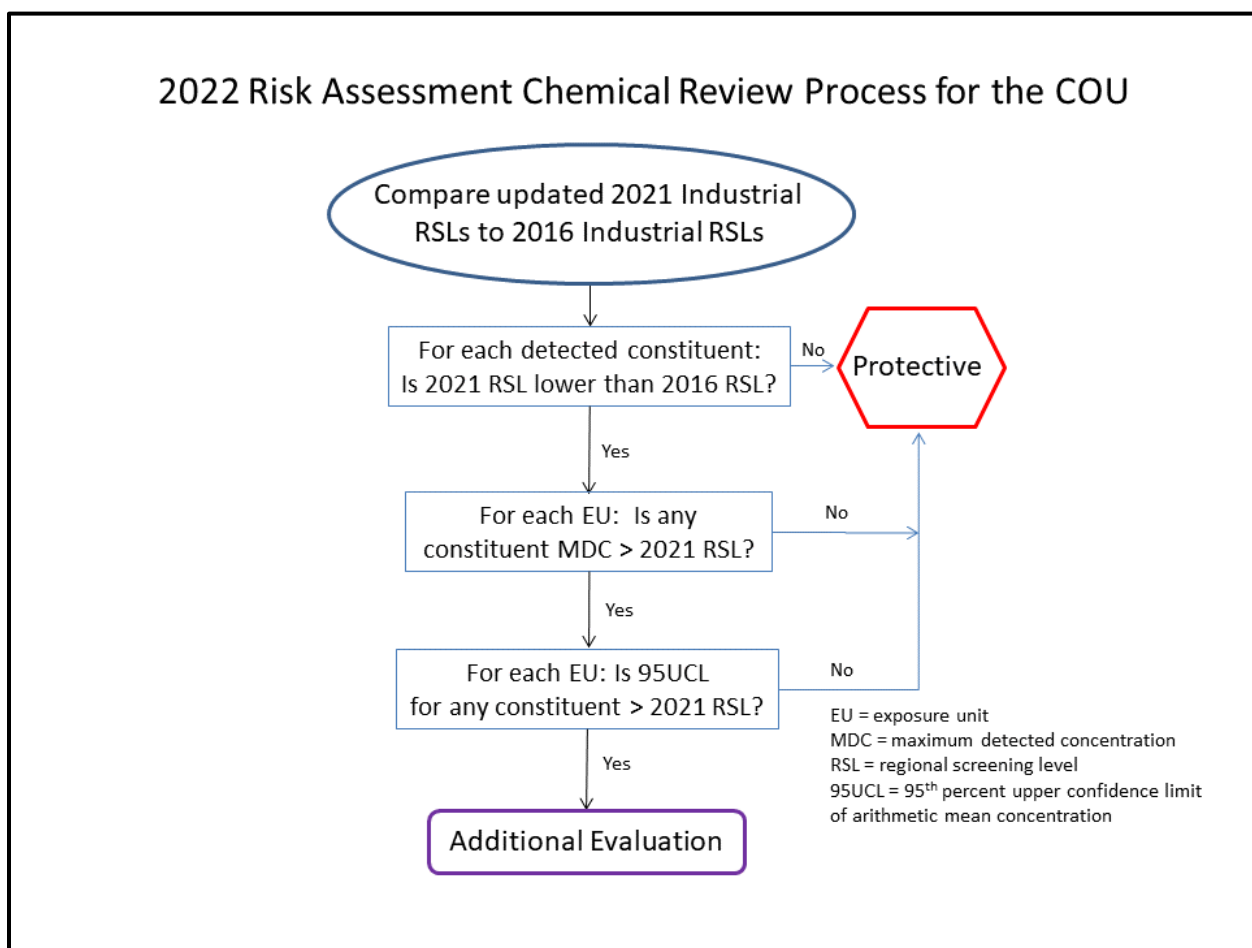 2022 Risk Assessment Chemical Review Process for the COU
Compare updated 2021 Industrial
RSLs to 2016 Industrial RSLs
For each detected constituent:
Is 2021 RSL lower than 2016 RSL?
No
Protective
Yes
For each EU: Is any
constituent MDC > 2021 RSL?
No
Yes
For each EU: Is 95UCL
for any constituent > 2021 RSL?
No
Yes
Additional Evaluation
EU = exposure unit
MDC = maximum detected concentration
RSL = regional screening level
95UCL = 95th percent upper confidence limit
of arithmetic mean concentration